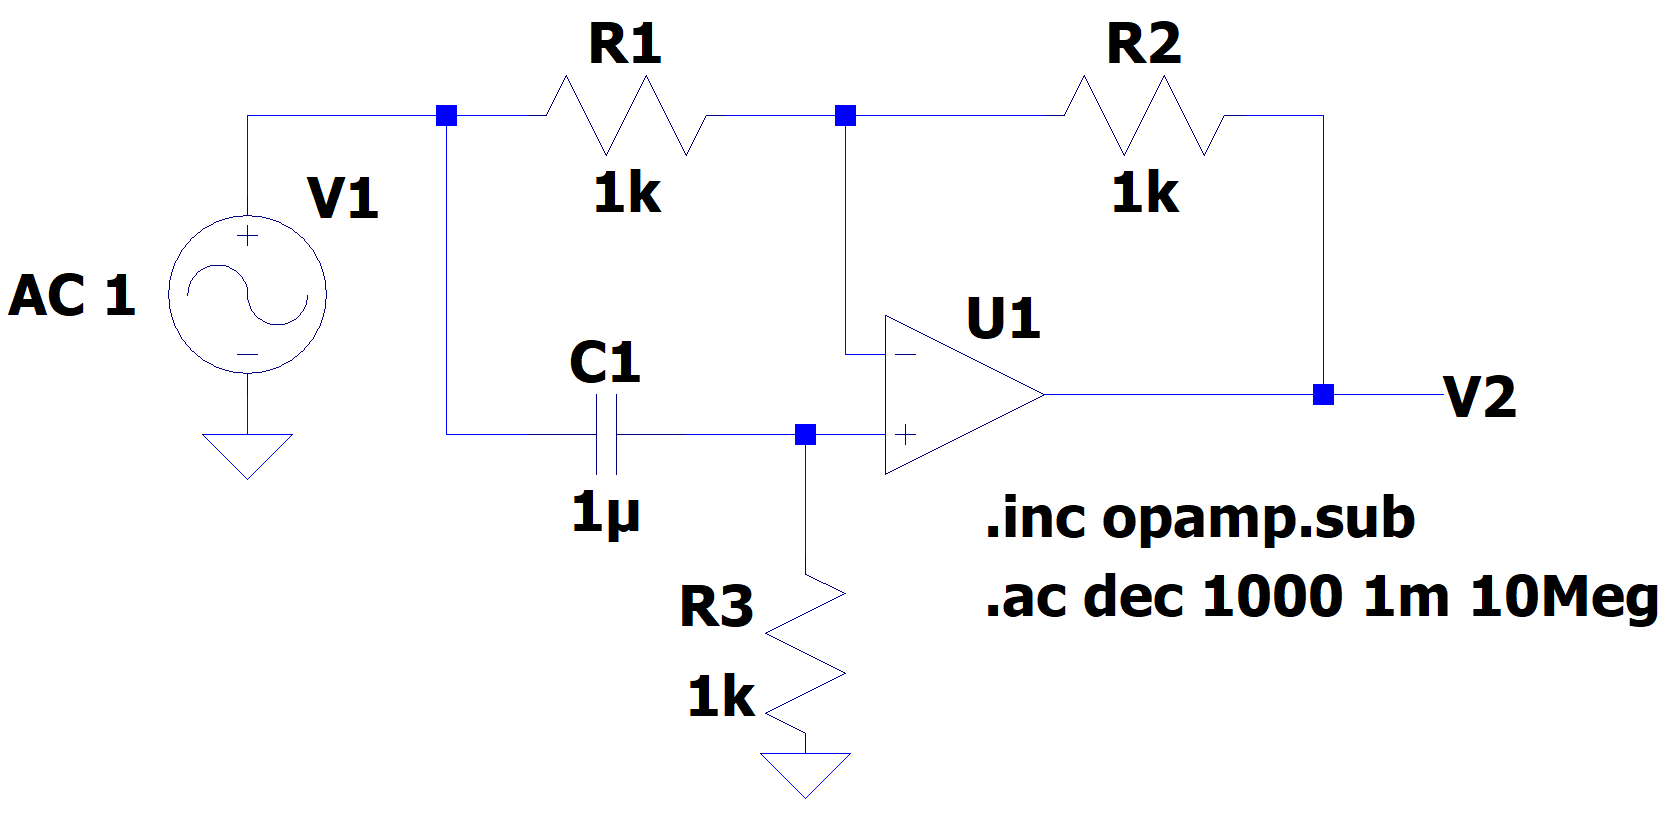 R1
R2
1k
1k
V1
AC 1
U1
C1
V2
1µ
.inc opamp.sub
.ac dec 1000 1m 10Meg
R3
1k